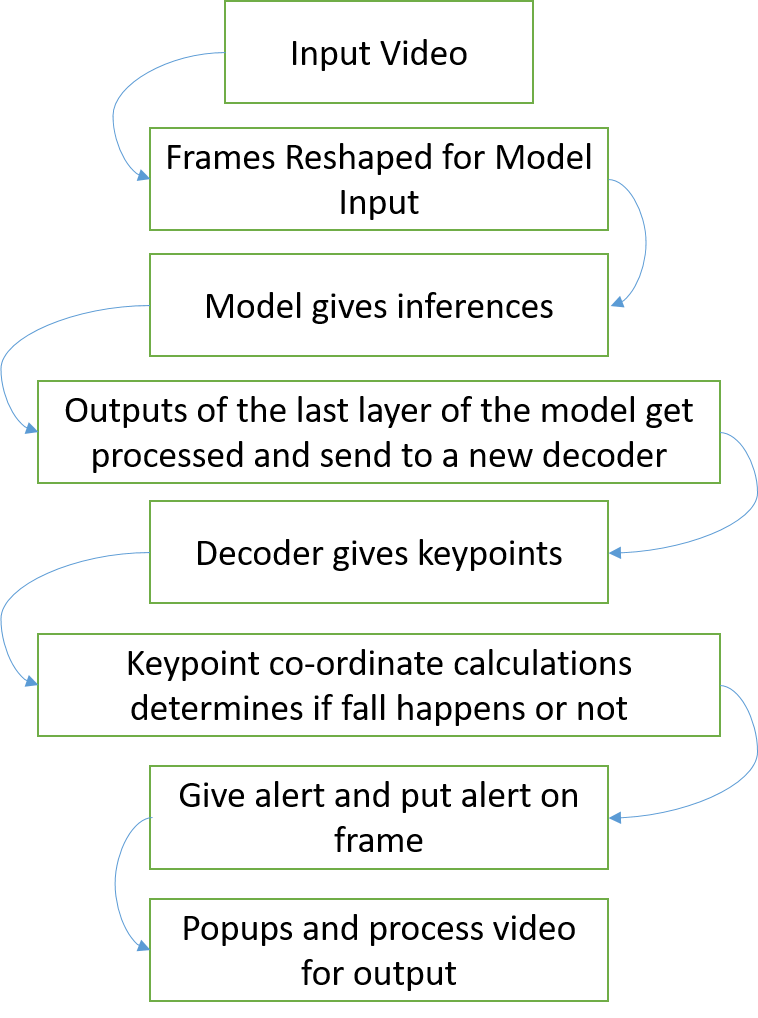 Input Video
Frames Reshaped for Model
Input
Model gives inferences
Outputs of the last layer of the model get
processed and send to a new decoder
Decoder gives keypoints
Keypoint co-ordinate calculations
determines if fall happens or not
Give alert and put alert on
frame
Popups and process video
for output